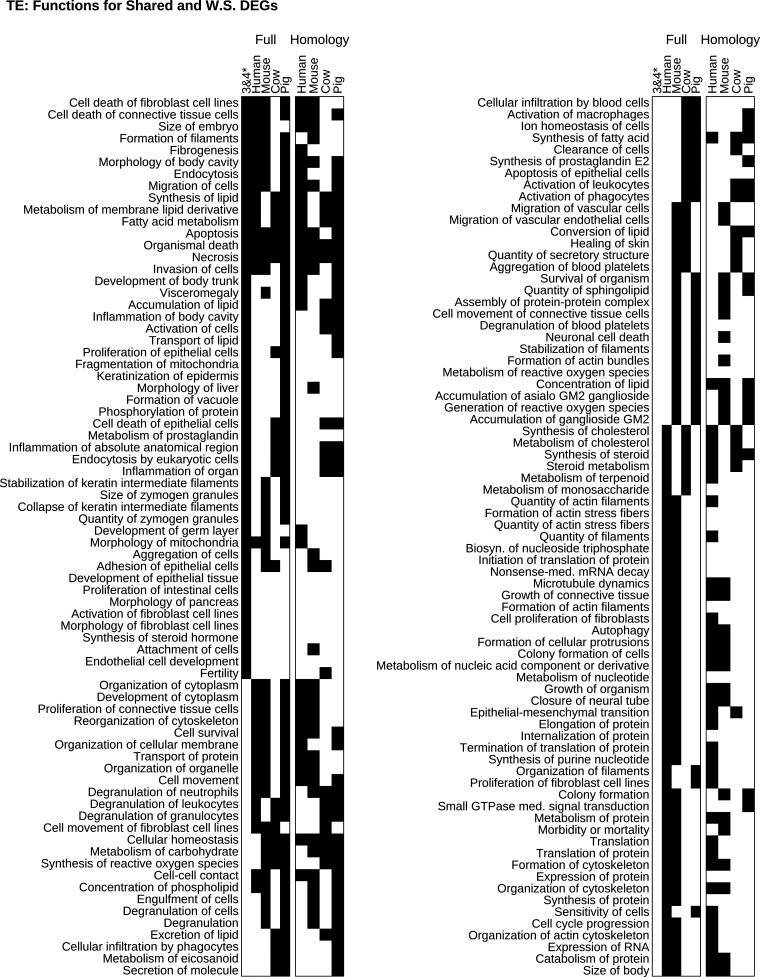 TE: Functions for Shared and W.S. DEGs
Full Homology
3&4* Human Mouse Cow Pig Human Mouse Cow Pig
Cell death of fibroblast cell lines
Cell death of connective tissue cells
Size of embryo
Formation of filaments
Fibrogenesis
Morphology of body cavity
Endocytosis
Migration of cells
Synthesis of lipid
Metabolism of membrane lipid derivative
Fatty acid metabolism
Apoptosis
Organismal death
Necrosis
Invasion of cells
Development of body trunk
Visceromegaly
Accumulation of lipid
Inflammation of body cavity
Activation of cells
Transport of lipid
Proliferation of epithelial cells
Fragmentation of mitochondria
Keratinization of epidermis
Morphology of liver
Formation of vacuole
Phosphorylation of protein
Cell death of epithelial cells
Metabolism of prostaglandin
Inflammation of absolute anatomical region
Endocytosis by eukaryotic cells
Inflammation of organ
Stabilization of keratin intermediate filaments
Size of zymogen granules
Collapse of keratin intermediate filaments
Quantity of zymogen granules
Development of germ layer
Morphology of mitochondria
Aggregation of cells
Adhesion of epithelial cells
Development of epithelial tissue
Proliferation of intestinal cells
Morphology of pancreas
Activation of fibroblast cell lines
Morphology of fibroblast cell lines
Synthesis of steroid hormone
Attachment of cells
Endothelial cell development
Fertility
Organization of cytoplasm
Development of cytoplasm
Proliferation of connective tissue cells
Reorganization of cytoskeleton
Cell survival
Organization of cellular membrane
Transport of protein
Organization of organelle
Cell movement
Degranulation of neutrophils
Degranulation of leukocytes
Degranulation of granulocytes
Cell movement of fibroblast cell lines
Cellular homeostasis
Metabolism of carbohydrate
Synthesis of reactive oxygen species
Cell-cell contact
Concentration of phospholipid
Engulfment of cells
Degranulation of cells
Degranulation
Excretion of lipid
Cellular infiltration by phagocytes
Metabolism of eicosanoid
Secretion of molecule
Full Homology
3&4* Human Mouse Cow Pig Human Mouse Cow Pig
Cellular infiltration by blood cells
Activation of macrophages
Ion homeostasis of cells
Synthesis of fatty acid
Clearance of cells
Synthesis of prostaglandin E2
Apoptosis of epithelial cells
Activation of leukocytes
Activation of phagocytes
Migration of vascular cells
Migration of vascular endothelial cells
Conversion of lipid
Healing of skin
Quantity of secretory structure
Aggregation of blood platelets
Survival of organism
Quantity of sphingolipid
Assembly of protein-protein complex
Cell movement of connective tissue cells
Degranulation of blood platelets
Neuronal cell death
Stabilization of filaments
Formation of actin bundles
Metabolism of reactive oxygen species
Concentration of lipid
Accumulation of asialo GM2 ganglioside
Generation of reactive oxygen species
Accumulation of ganglioside GM2
Synthesis of cholesterol
Metabolism of cholesterol
Synthesis of steroid
Steroid metabolism
Metabolism of terpenoid
Metabolism of monosaccharide
Quantity of actin filaments
Formation of actin stress fibers
Quantity of actin stress fibers
Quantity of filaments
Biosyn. of nucleoside triphosphate
Initiation of translation of protein
Nonsense-med. mRNA decay
Microtubule dynamics
Growth of connective tissue
Formation of actin filaments
Cell proliferation of fibroblasts
Autophagy
Formation of cellular protrusions
Colony formation of cells
Metabolism of nucleic acid component or derivative
Metabolism of nucleotide
Growth of organism
Closure of neural tube
Epithelial-mesenchymal transition
Elongation of protein
Internalization of protein
Termination of translation of protein
Synthesis of purine nucleotide
Organization of filaments
Proliferation of fibroblast cell lines
Colony formation
Small GTPase med. signal transduction
Metabolism of protein
Morbidity or mortality
Translation
Translation of protein
Formation of cytoskeleton
Expression of protein
Organization of cytoskeleton
Synthesis of protein
Sensitivity of cells
Cell cycle progression
Organization of actin cytoskeleton
Expression of RNA
Catabolism of protein
Size of body